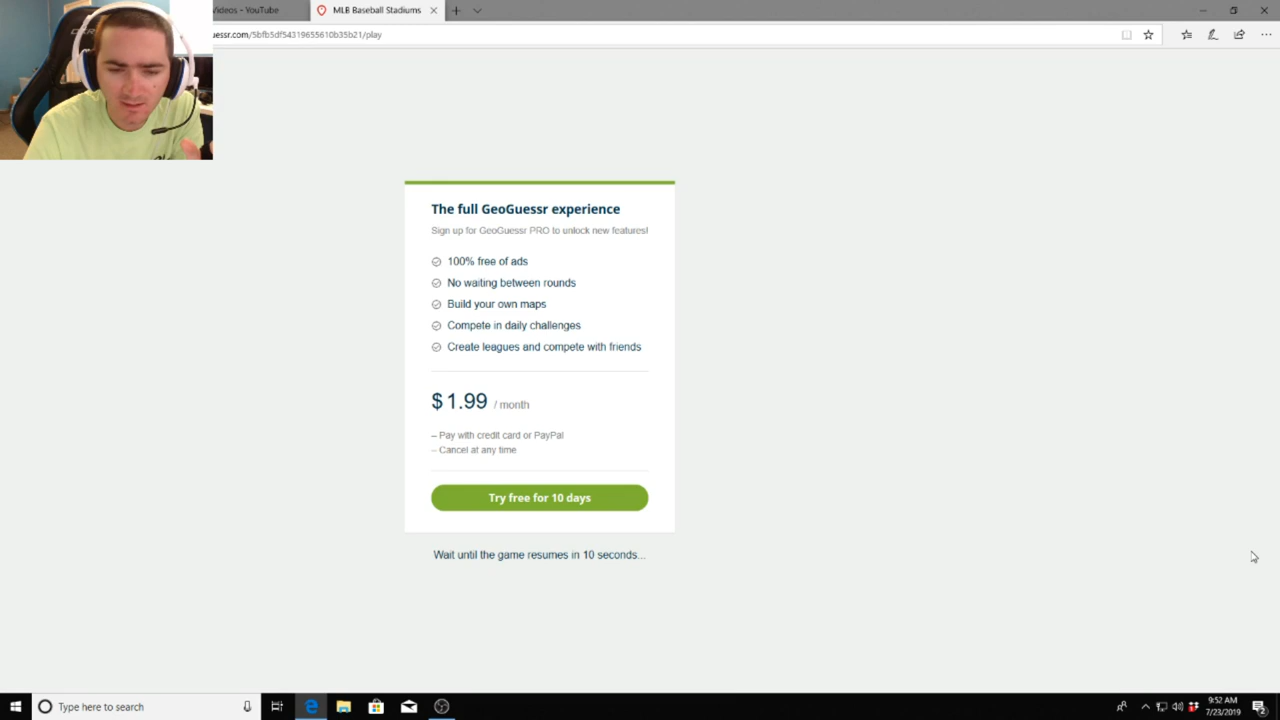 Videos - YouTube
MLB Baseball Stadiums
uessr.com/5bfb5df54319655610b35b21/play
The full GeoGuessr experience
Sign up for GeoGuessr PRO to unlock new features!
100% free of ads
No waiting between rounds
Build your own maps
Compete in daily challenges
Create leagues and compete with friends
$ 1.99 / month
– Pay with credit card or PayPal
– Cancel at any time
Try free for 10 days
Wait until the game resumes in 10 seconds...
Type here to search
9:52 AM
7/23/2019
2